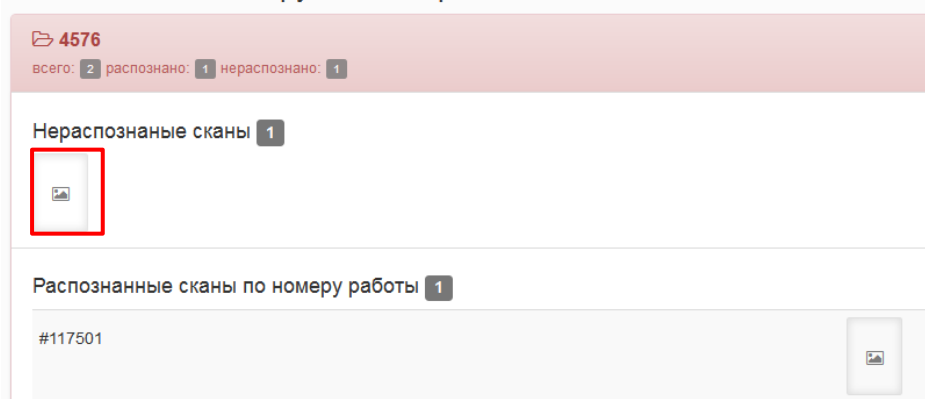 4576
всего: 2 распознано: 1 нераспознано: 1
Нераспознаные сканы 1
Распознанные сканы по номеру работы 1
#117501